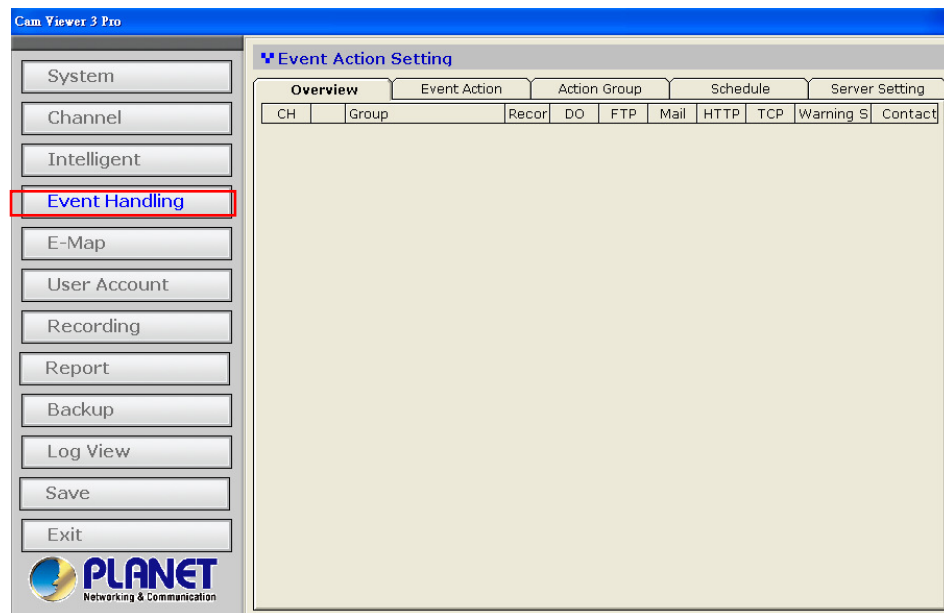 Cam Viewer 3 Pro
System
Channel
Intelligent
Event Handling
E-Map
User Account
Recording
Report
Backup
Log View
Save
Exit
PLANET
Networking & Communication
Event Action Setting
Overview Event Action Action Group Schedule Server Setting
CH Group Recor DO FTP Mail HTTP TCP Warning S Contact